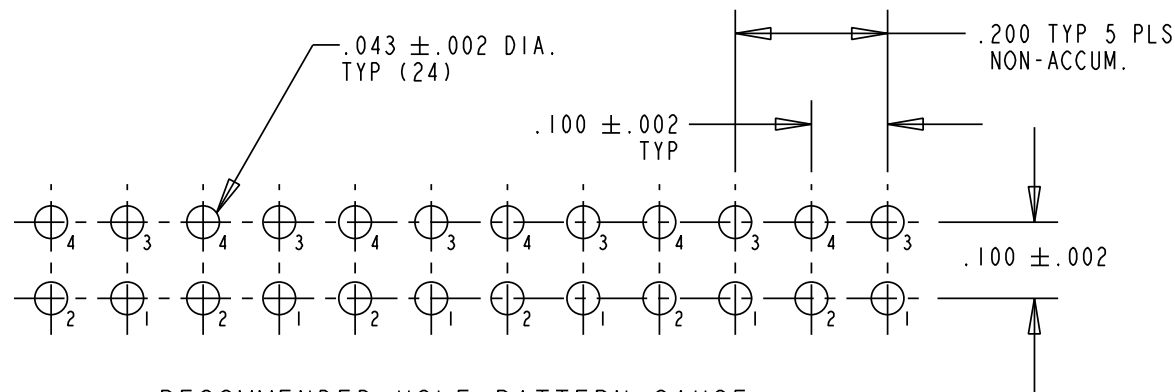 .043 ±.002 DIA.
TYP (24)
.200 TYP 5 PLS
NON-ACCUM.
.100 ±.002
TYP
4 3 4 3 4 3 4 3 4 3 4 3
.100 ±.002
2 1 2 1 2 1 2 1 2 1 2 1
RECOMMENDED HOLE PATTERN GAUGE